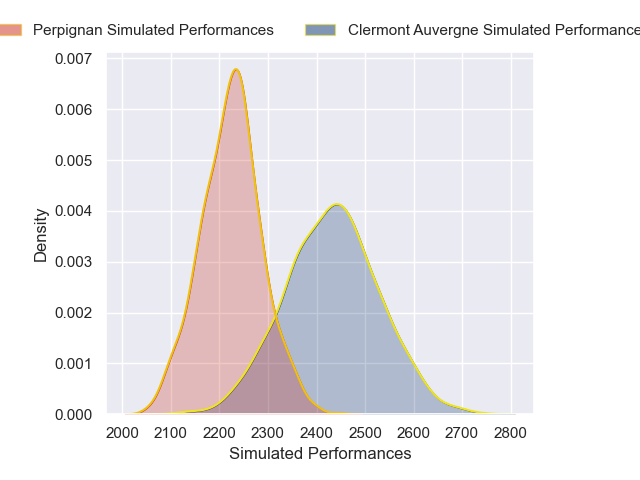 Perpignan Simulated Performances
Clermont Auvergne Simulated Performance
0.007
0.006
0.005
0.004
0.003
0.002
0.001
0.000
Density
2000 2100 2200 2300 2400 2500 2600 2700 2800
Simulated Performances